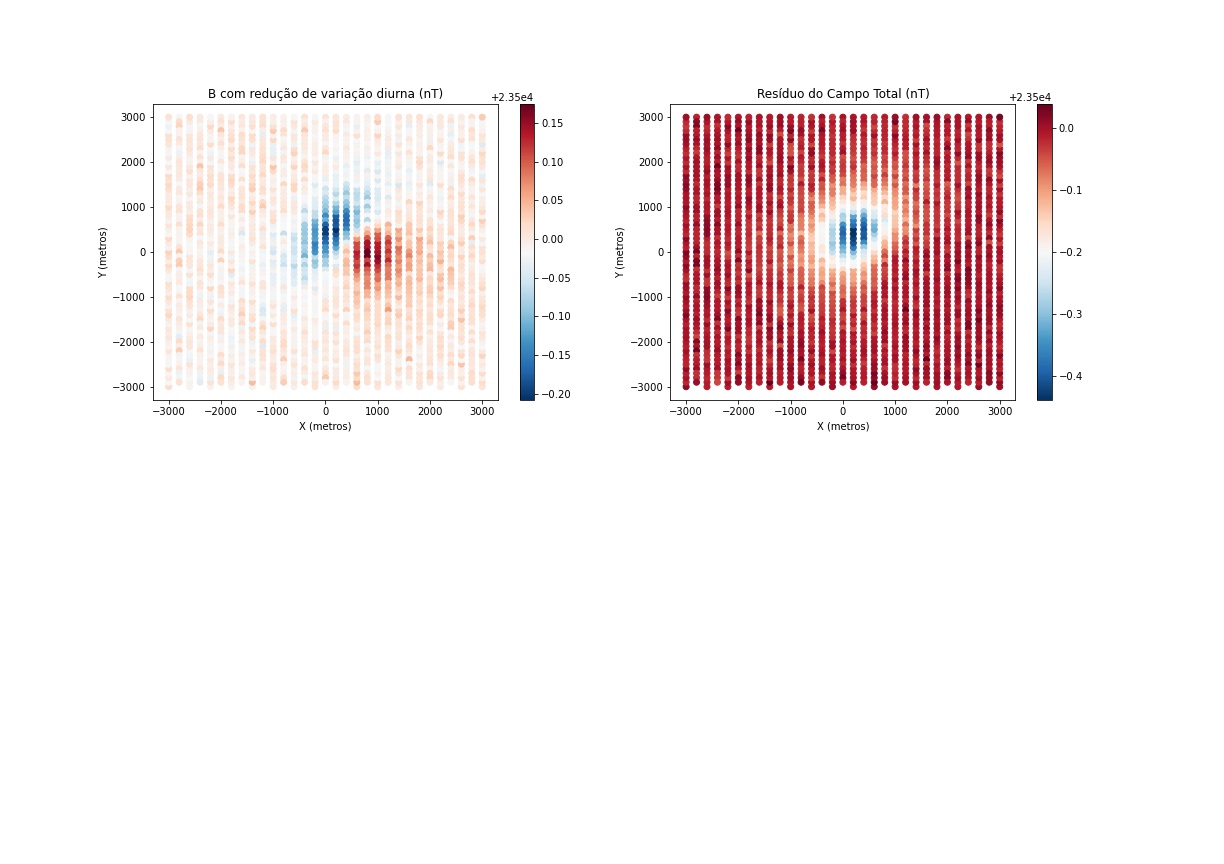 B com redução de variação diurna (nT)
+2.35e4
3000
2000
1000
0
−1000
−2000
−3000
Y (metros)
−3000 −2000 −1000 0 1000 2000 3000
X (metros)
0.15
0.10
0.05
0.00
−0.05
−0.10
−0.15
−0.20
Resíduo do Campo Total (nT)
+2.35e4
3000
2000
1000
0
−1000
−2000
−3000
Y (metros)
−3000 −2000 −1000 0 1000 2000 3000
X (metros)
0.0
−0.1
−0.2
−0.3
−0.4